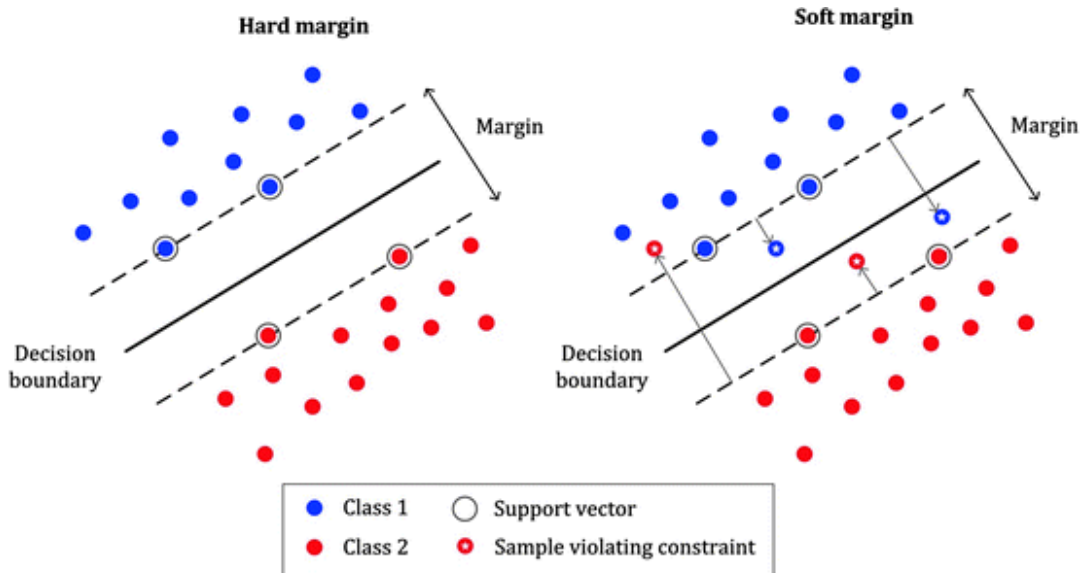 Hard margin
Margin
Decision
boundary
Soft margin
Margin
Decision
boundary
Class 1
Support vector
Class 2
Sample violating constraint